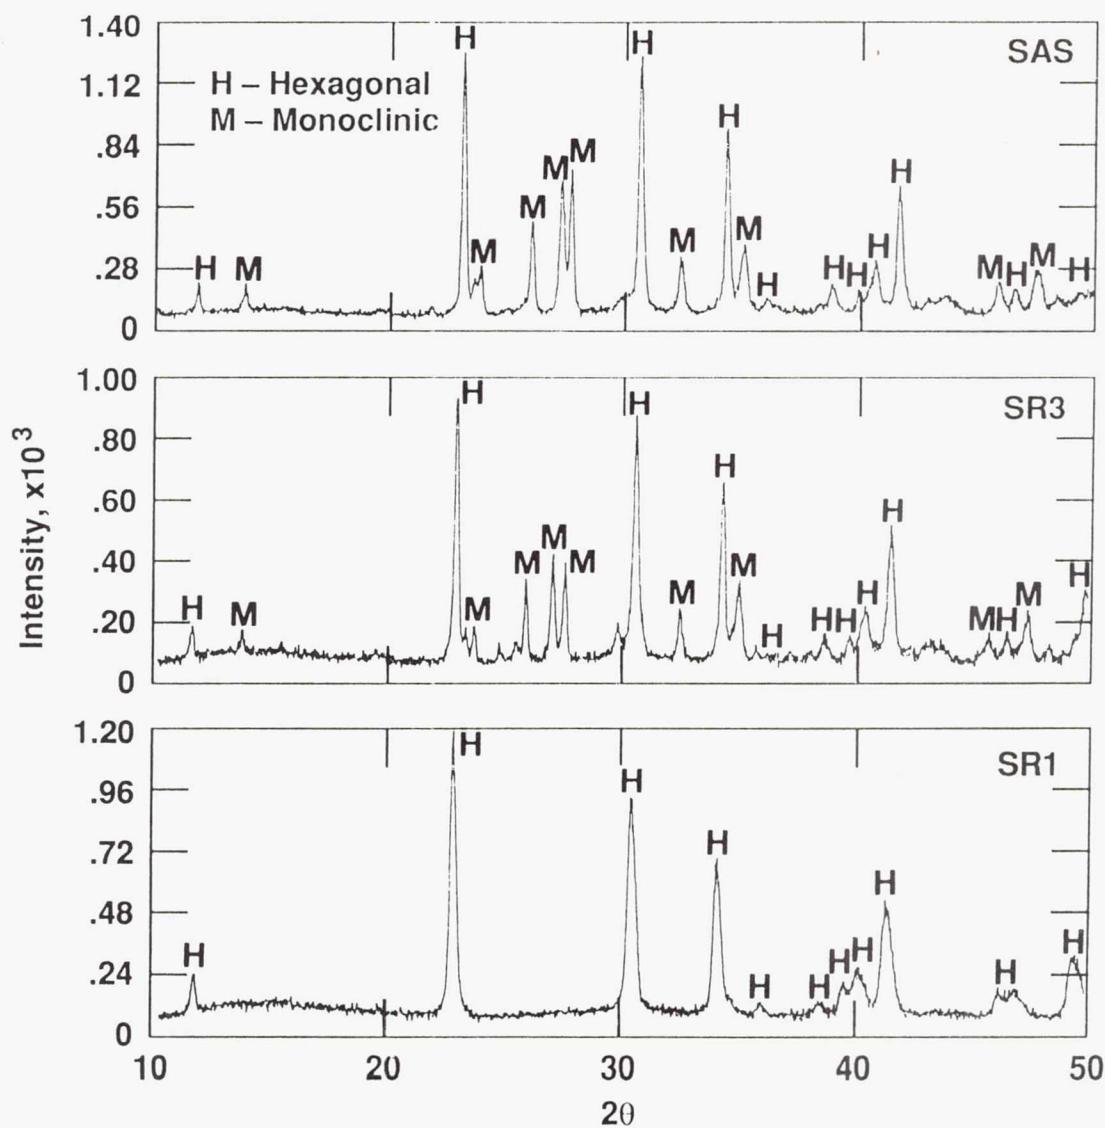 1.40
1.12
.84
.56
.28
0
H – Hexagonal
M – Monoclinic
SAS
H M H M M M M H M H M H H H H H M H M H
Intensity, x10³
1.00
.80
.60
.40
.20
0
SR3
H M H M M M M H M H M H H H H H M H M H
1.20
.96
.72
.48
.24
0
SR1
H H H H H H H H H H H
10 20 30 40 50
2θ